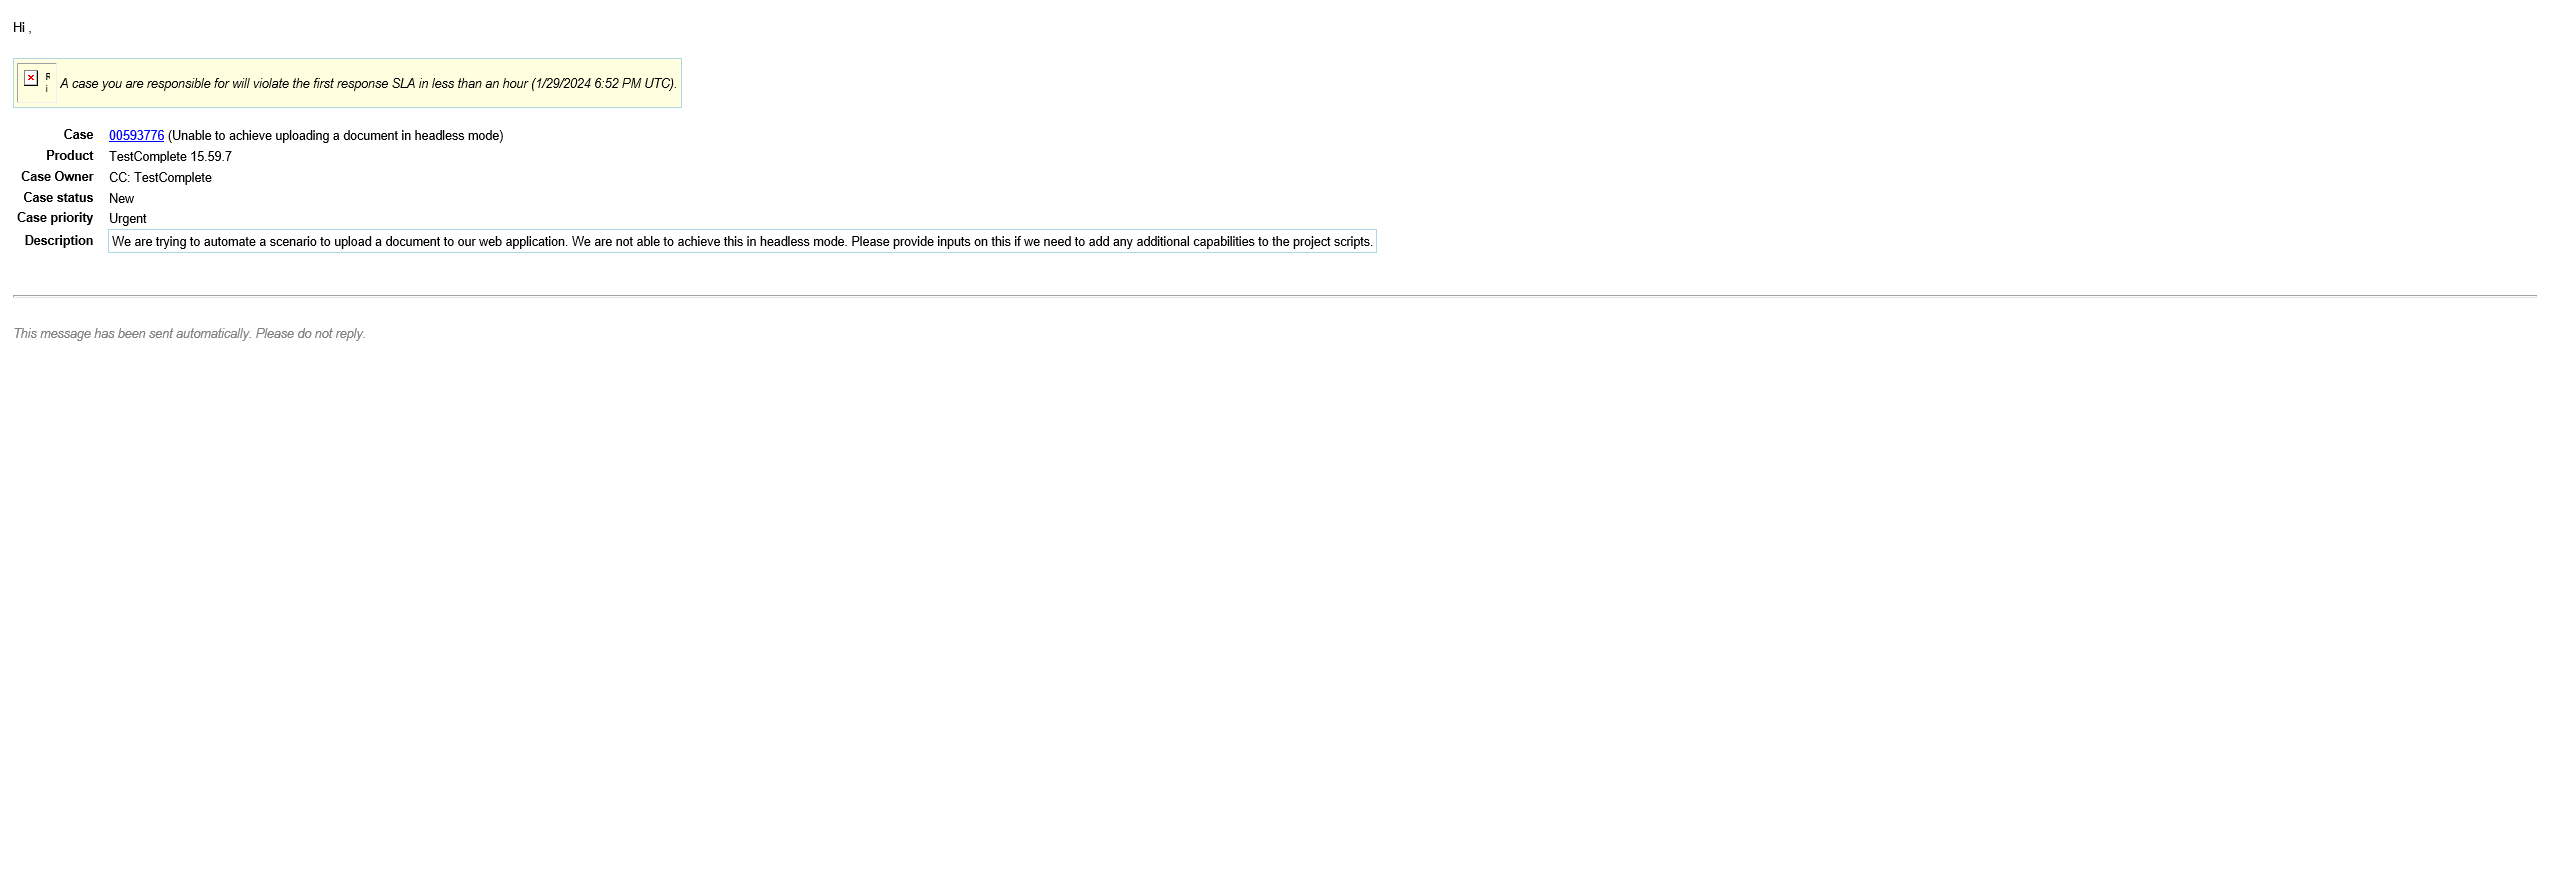 Hi ,
R
i
A case you are responsible for will violate the first response SLA in less than an hour (1/29/2024 6:52 PM UTC).
Case 00593776 (Unable to achieve uploading a document in headless mode)
Product TestComplete 15.59.7
Case Owner CC: TestComplete
Case status New
Case priority Urgent
Description We are trying to automate a scenario to upload a document to our web application. We are not able to achieve this in headless mode. Please provide inputs on this if we need to add any additional capabilities to the project scripts.
This message has been sent automatically. Please do not reply.